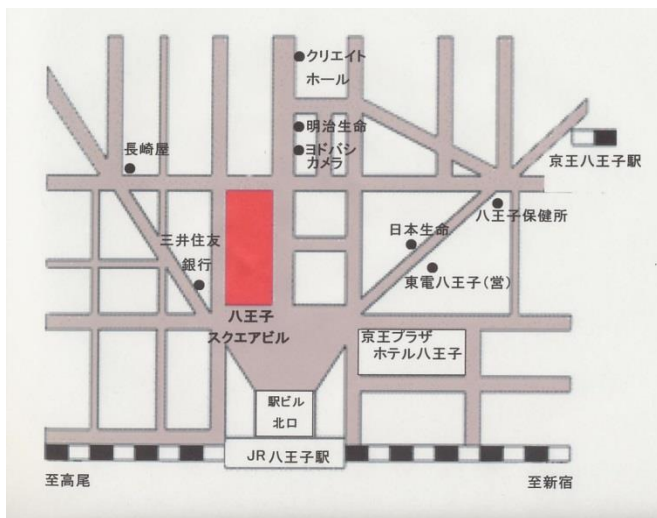 クリエイト
ホール
明治生命
ヨドバシ
カメラ
長崎屋
京王八王子駅
八王子保健所
日本生命
三井住友
銀行
東電八王子(営)
八王子
スクエアビル
京王プラザ
ホテル八王子
駅ビル
北口
JR八王子駅
至高尾
至新宿